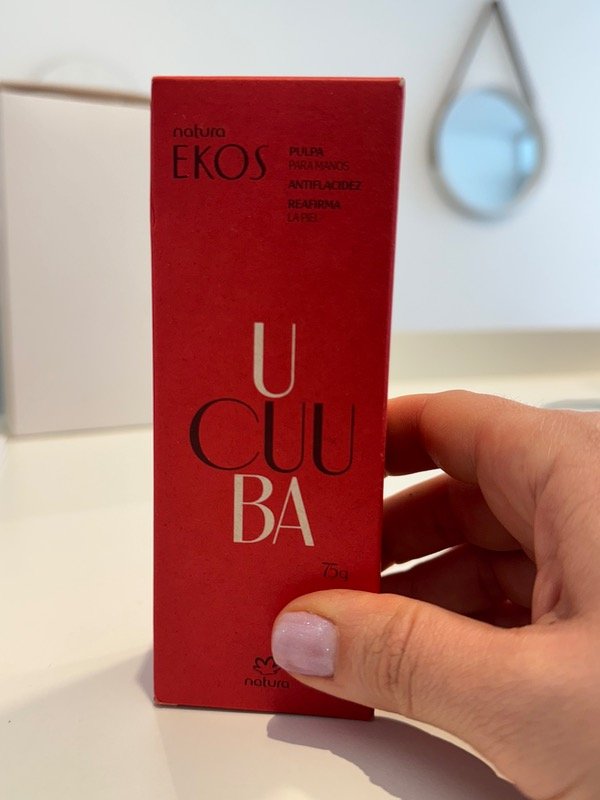 natura
EKOS
PULPA
PARA MANOS
ANTIFLACIDEZ
REAFIRMA
LA PIEL
U
CUU
BA
75g
natura